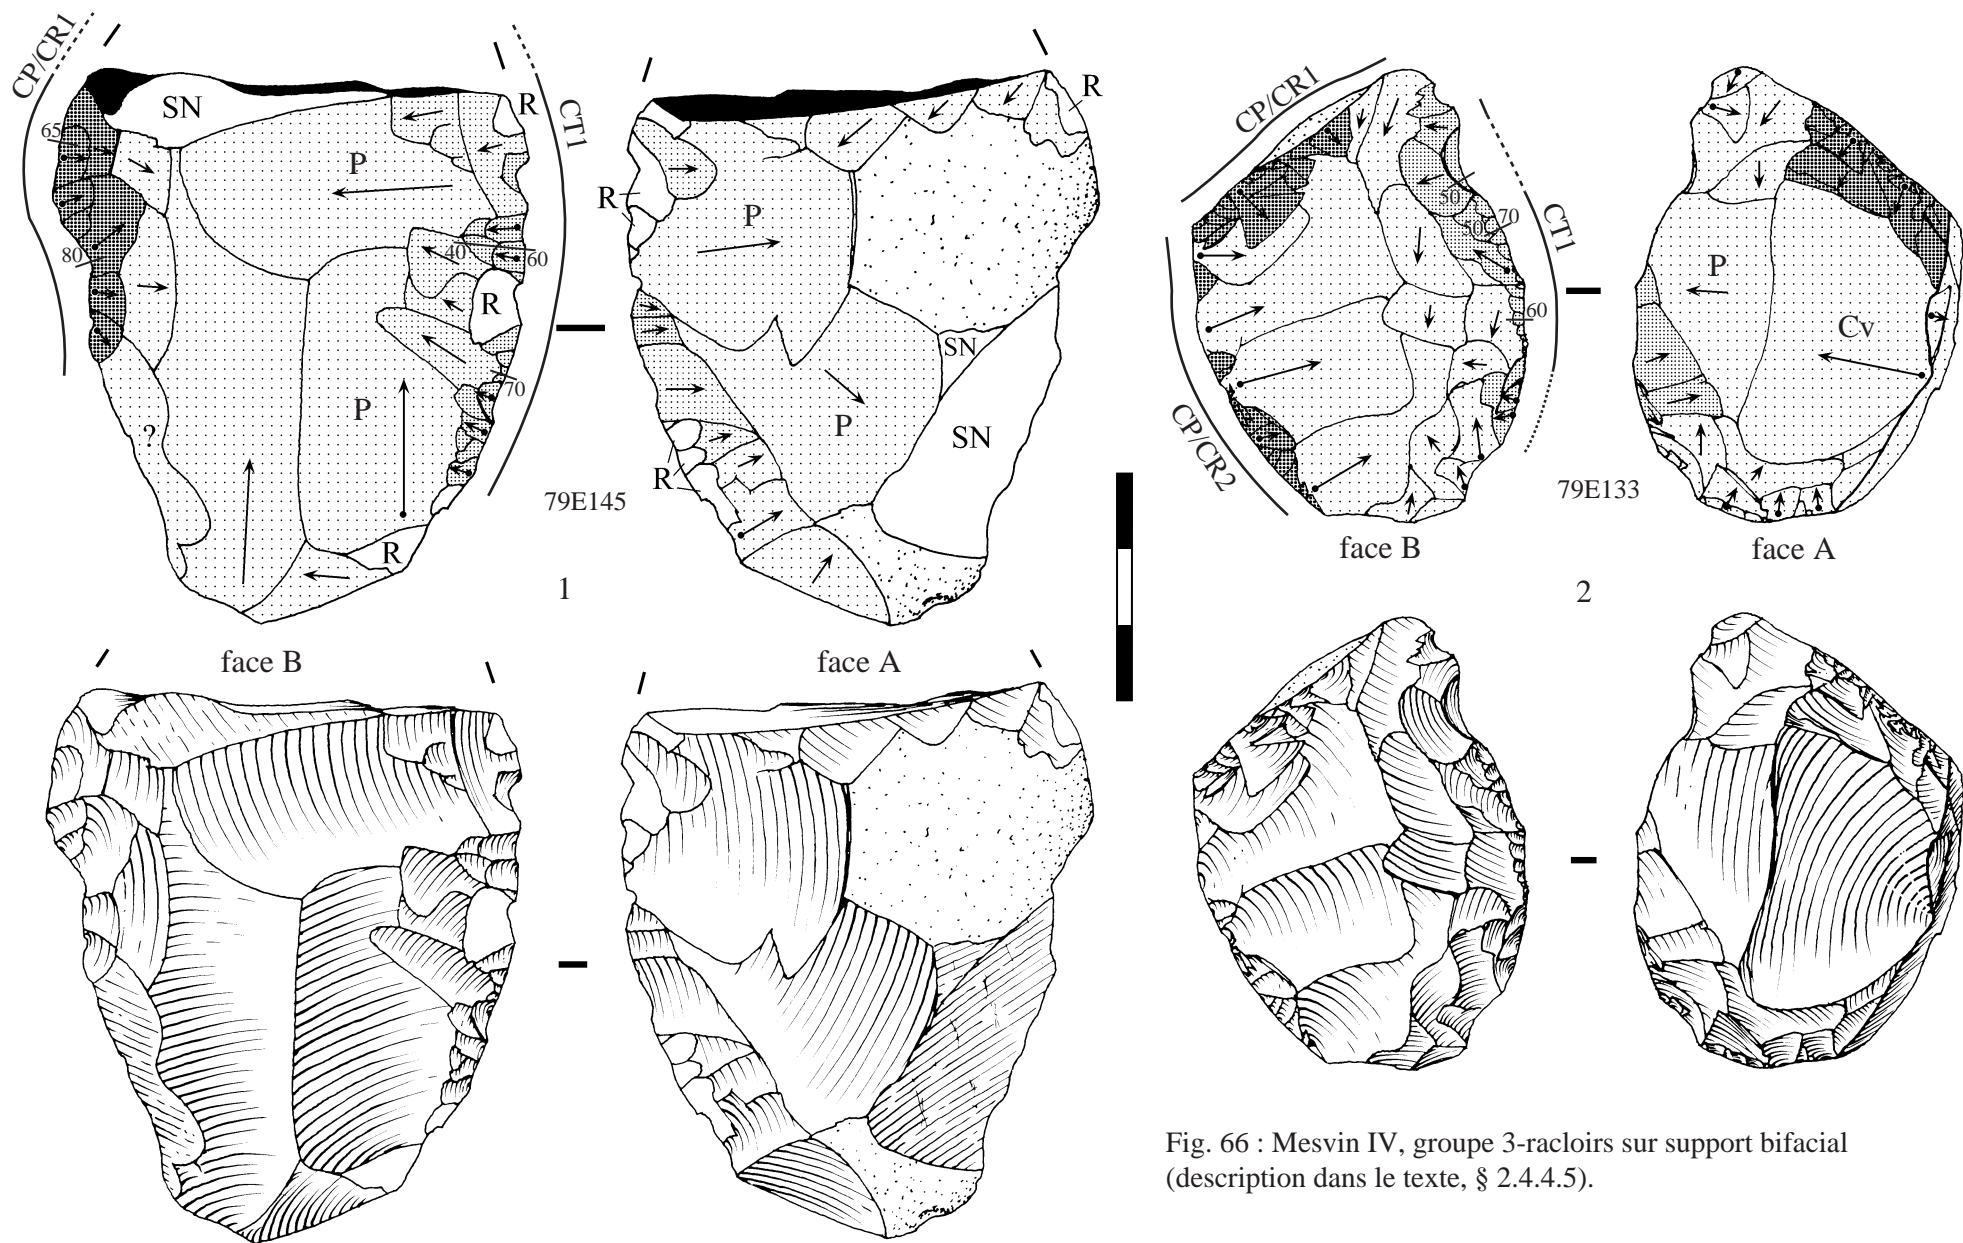 CP/CR1
SN
R
CT1
65
P
80
40
60
R
P
70
?
R
79E145
face B
1
R
R
P
SN
P
SN
R
face A
CP/CR1
CT1
50
70
50
60
CP/CR2
79E133
face B
P
Cv
face A
2
Fig. 66 : Mesvin IV, groupe 3-racloirs sur support bifacial
(description dans le texte, § 2.4.4.5).